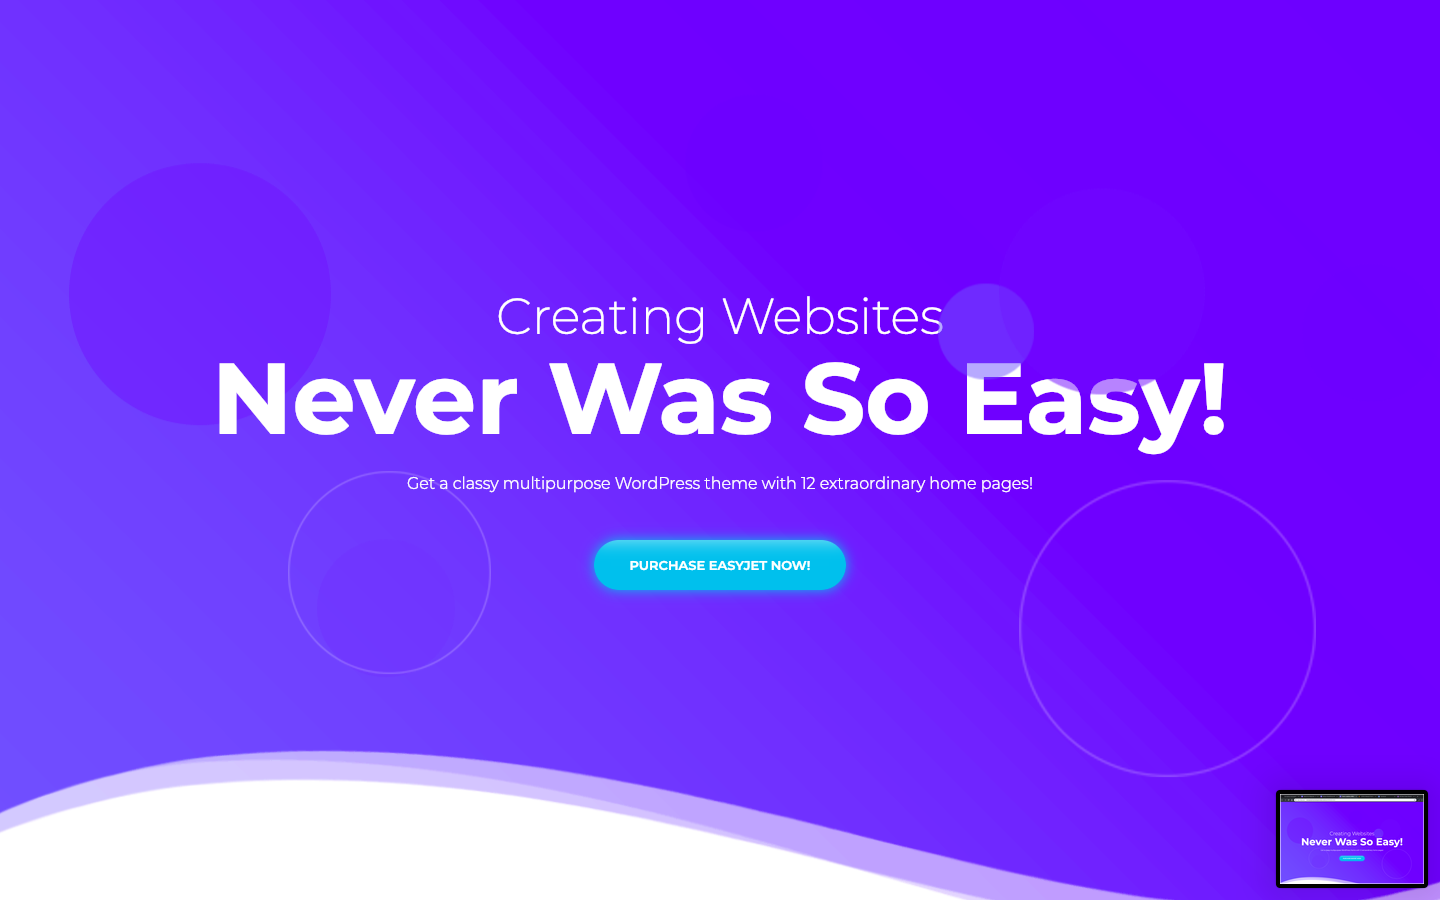 Creating Websites
Never Was So Easy!
Get a classy multipurpose WordPress theme with 12 extraordinary home pages!
PURCHASE EASYJET NOW!
Creating Websites
Never Was So Easy!